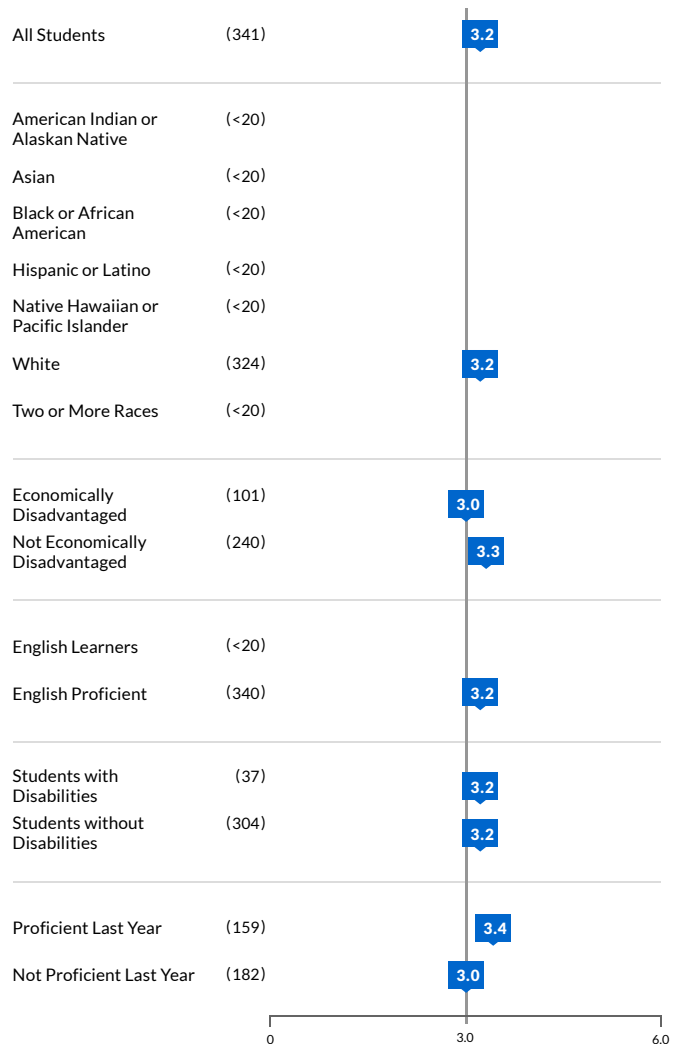 All Students (341) 3.2
American Indian or (<20)
Alaskan Native
Asian (<20)
Black or African (<20)
American
Hispanic or Latino (<20)
Native Hawaiian or (<20)
Pacific Islander
White (324) 3.2
Two or More Races (<20)
Economically (101) 3.0
Disadvantaged
Not Economically (240) 3.3
Disadvantaged
English Learners (<20)
English Proficient (340) 3.2
Students with (37) 3.2
Disabilities
Students without (304) 3.2
Disabilities
Proficient Last Year (159) 3.4
Not Proficient Last Year (182) 3.0
0 3.0 6.0